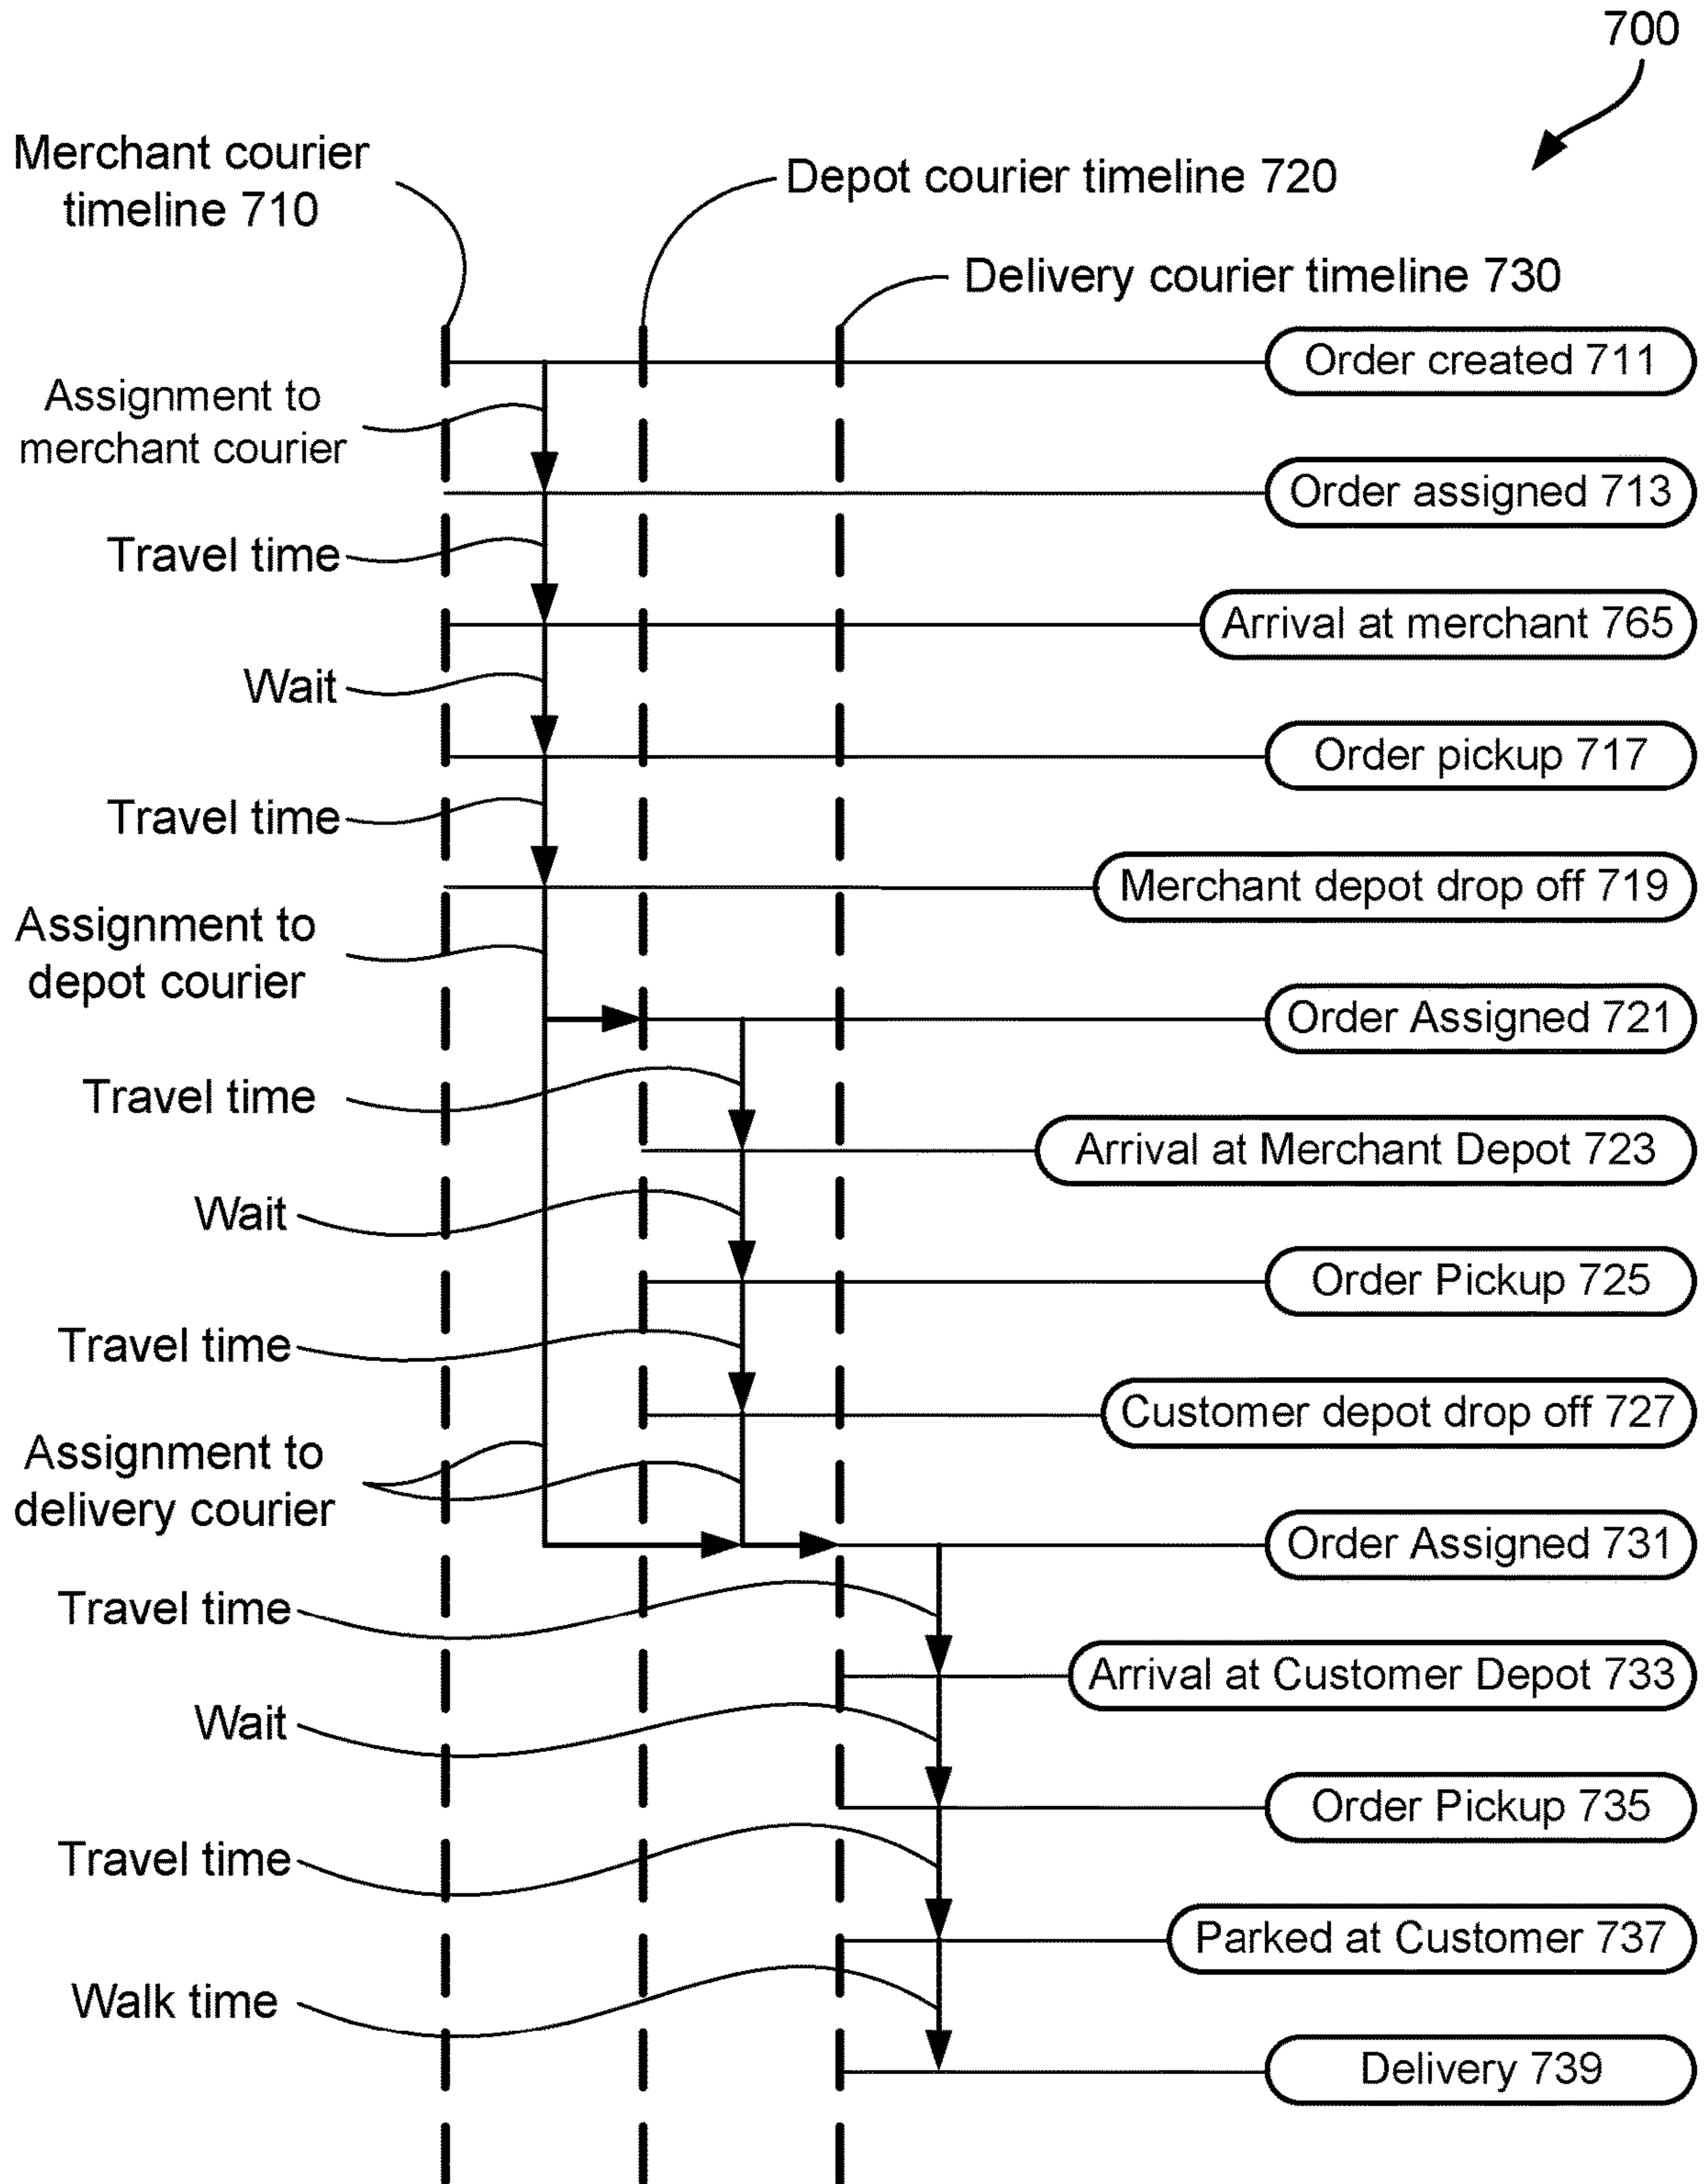 700
Merchant courier
timeline 710
Depot courier timeline 720
Delivery courier timeline 730
Order created 711
Assignment to
merchant courier
Order assigned 713
Travel time
Arrival at merchant 765
Wait
Order pickup 717
Travel time
Merchant depot drop off 719
Assignment to
depot courier
Order Assigned 721
Travel time
Arrival at Merchant Depot 723
Wait
Order Pickup 725
Travel time
Customer depot drop off 727
Assignment to
delivery courier
Order Assigned 731
Travel time
Arrival at Customer Depot 733
Wait
Order Pickup 735
Travel time
Parked at Customer 737
Walk time
Delivery 739